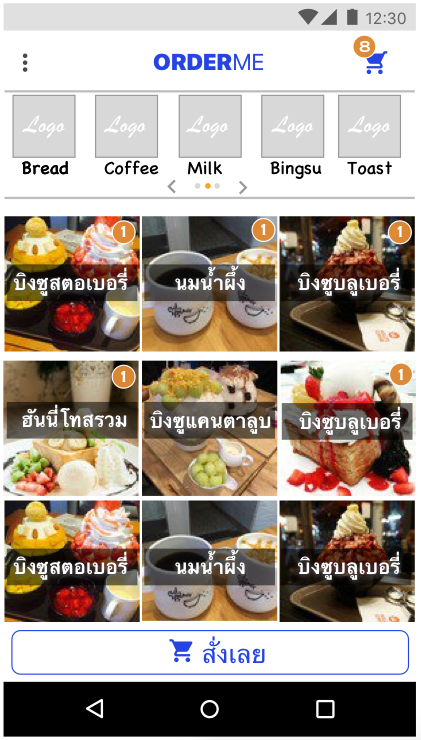 12:30
ORDERME
8
Logo Logo Logo Logo Logo
Bread Coffee Milk Bingsu Toast
1 1 1
บิงซูสตอเบอรี่ นมน้ำผึ้ง บิงซูบลูเบอรี่
1 1
ฮันนี่โทสรวม บิงซูแคนตาลูบ บิงซูบลูเบอรี่
บิงซูสตอเบอรี่ นมน้ำผึ้ง บิงซูบลูเบอรี่
สั่งเลย